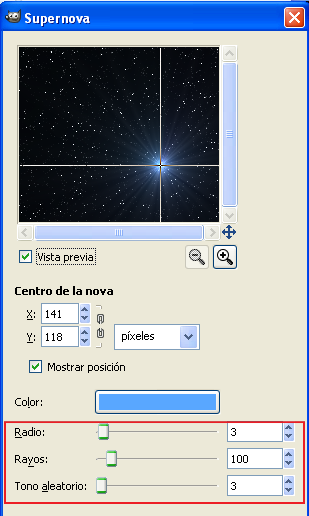 Supernova
Vista previa
Centro de la nova
X: 141
Y: 118 píxeles
Mostrar posición
Color:
Radio: 3
Rayos: 100
Tono aleatorio: 3